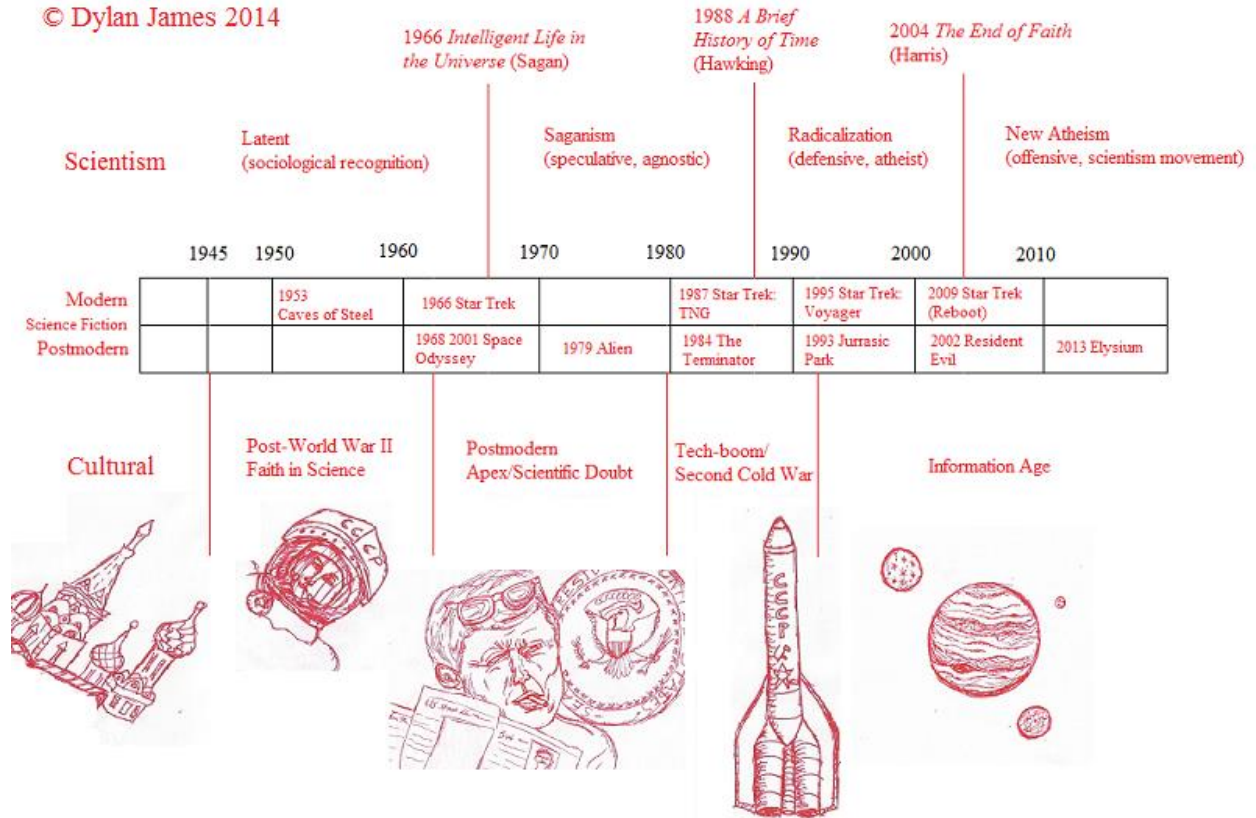 © Dylan James 2014
1966 Intelligent Life in
the Universe (Sagan)
1988 A Brief
History of Time
(Hawking)
2004 The End of Faith
(Harris)
Scientism
Latent
(sociological recognition)
Saganism
(speculative, agnostic)
Radicalization
(defensive, atheist)
New Atheism
(offensive, scientism movement)
1945 1950 1960 1970 1980 1990 2000 2010
Modern
Science Fiction
Postmodern
1953
Caves of Steel
1966 Star Trek
1987 Star Trek:
TNG
1995 Star Trek:
Voyager
2009 Star Trek
(Reboot)
1968 2001 Space
Odyssey
1979 Alien
1984 The
Terminator
1993 Jurrasic
Park
2002 Resident
Evil
2013 Elysium
Cultural
Post-World War II
Faith in Science
Postmodern
Apex/Scientific Doubt
Tech-boom/
Second Cold War
Information Age